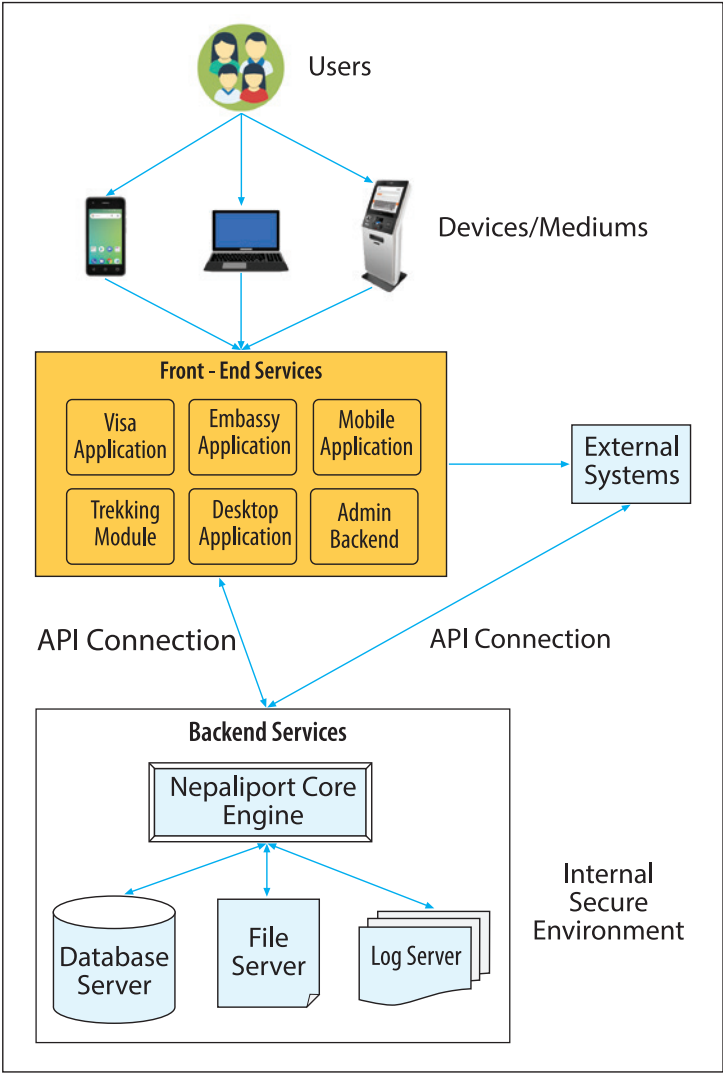 Users
Devices/Mediums
Front - End Services
Visa
Application
Embassy
Application
Mobile
Application
Trekking
Module
Desktop
Application
Admin
Backend
External
Systems
API Connection
API Connection
Backend Services
Nepaliport Core
Engine
Database
Server
File
Server
Log Server
Internal
Secure
Environment